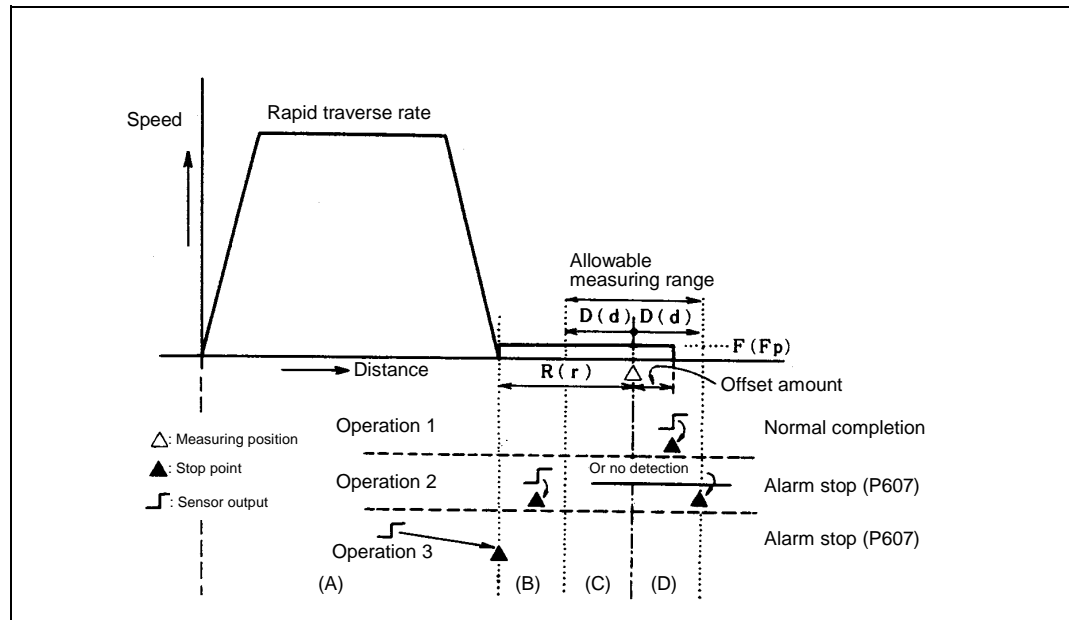 Speed
Rapid traverse rate
Allowable
measuring range
D(d) D(d)
F(Fp)
Distance
R(r)
Offset amount
Operation 1
Normal completion
△: Measuring position
▲: Stop point
: Sensor output
Operation 2
Or no detection
Alarm stop (P607)
Operation 3
Alarm stop (P607)
(A)
(B)
(C)
(D)